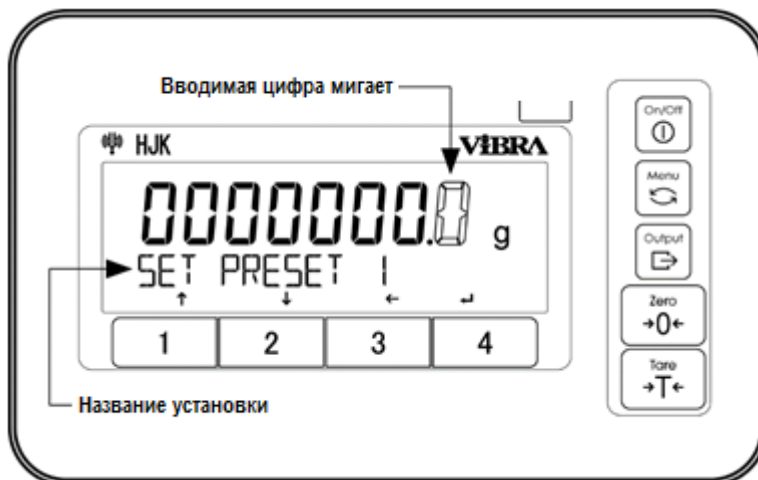 Вводимая цифра мигает
HJK VIBRA
0000000.0 g
SET PRESET 1
↑ ↓ ← ↵
1 2 3 4
Название установки
On/Off
Menu
Output
Zero
→0←
Tare
→T←